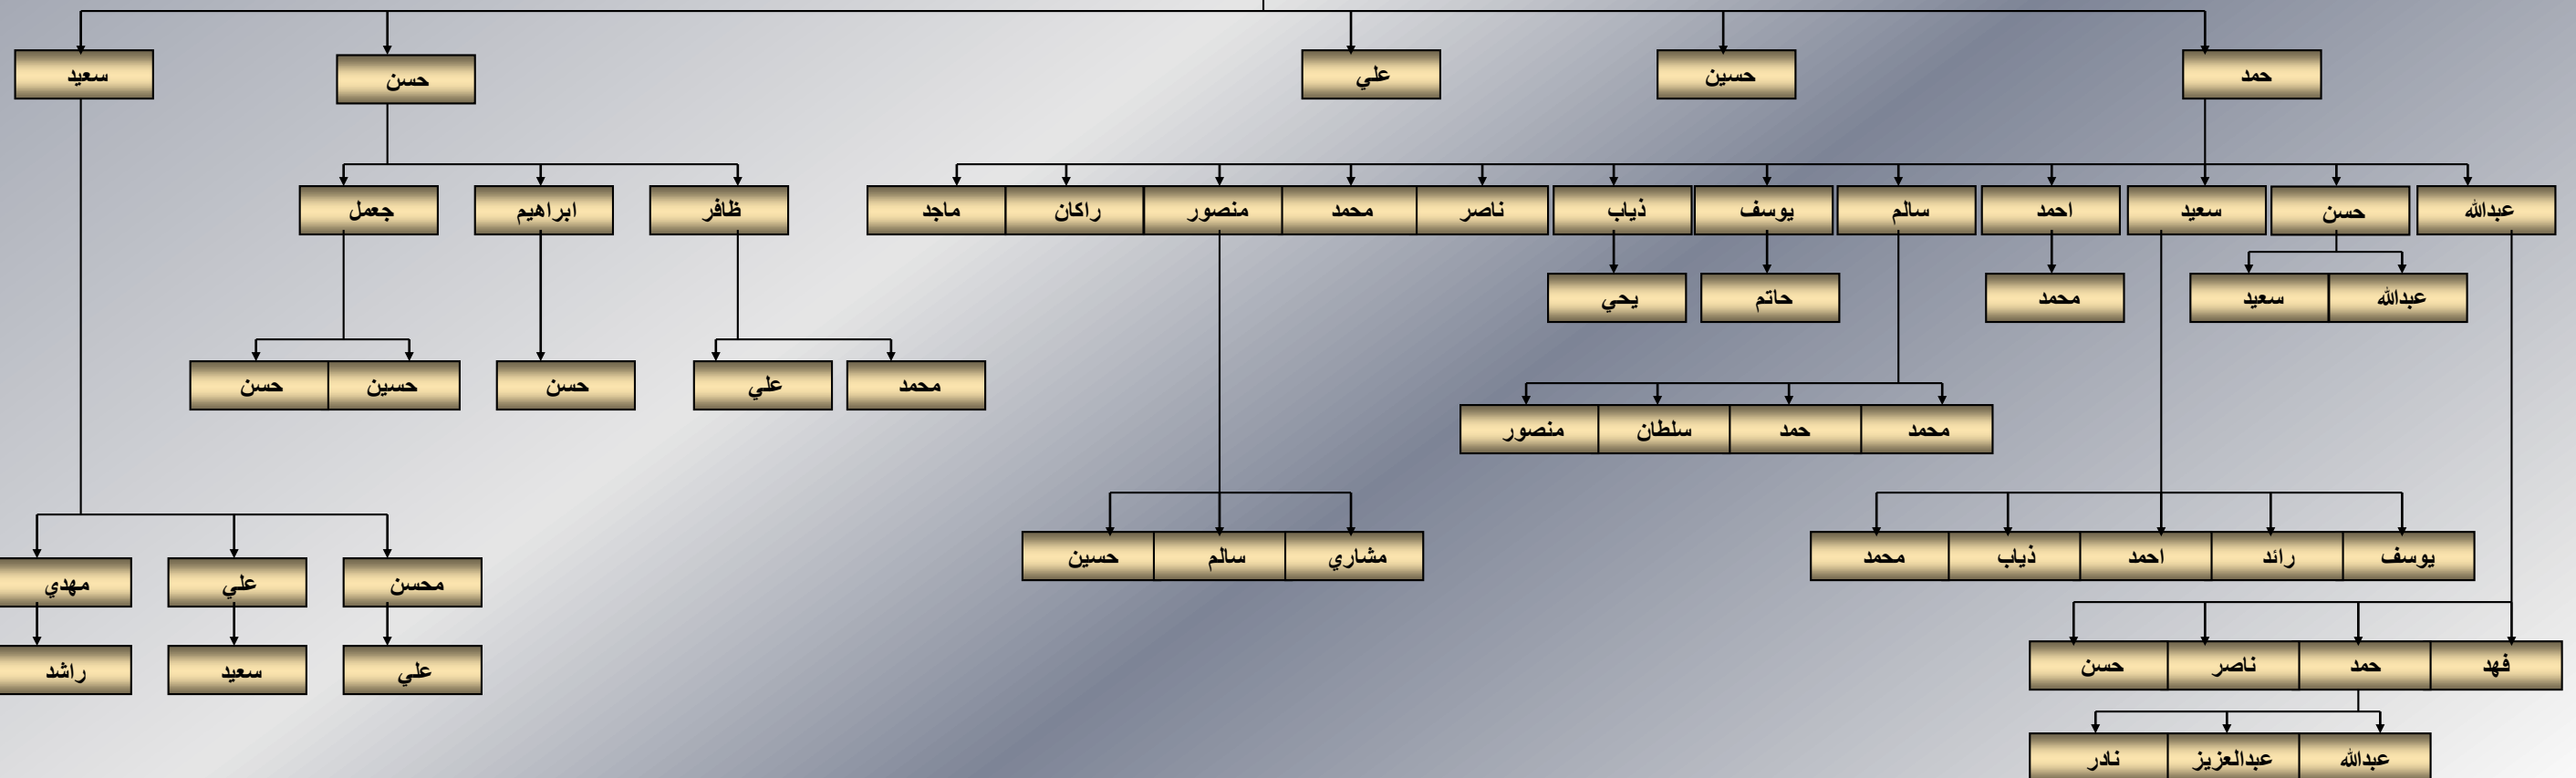 حمد
حسين
علي
حسن
سعيد
عبدالله
حسن
سعيد
احمد
سالم
يوسف
ذياب
ناصر
محمد
منصور
راكان
ماجد
ظافر
ابراهيم
جعمل
عبدالله
سعيد
محمد
حاتم
يحي
محمد
علي
حسن
حسين
حسن
محمد
حمد
سلطان
منصور
يوسف
رائد
احمد
ذياب
محمد
مشاري
سالم
حسين
محسن
علي
مهدي
فهد
حمد
ناصر
حسن
علي
سعيد
راشد
عبدالله
عبدالعزيز
نادر